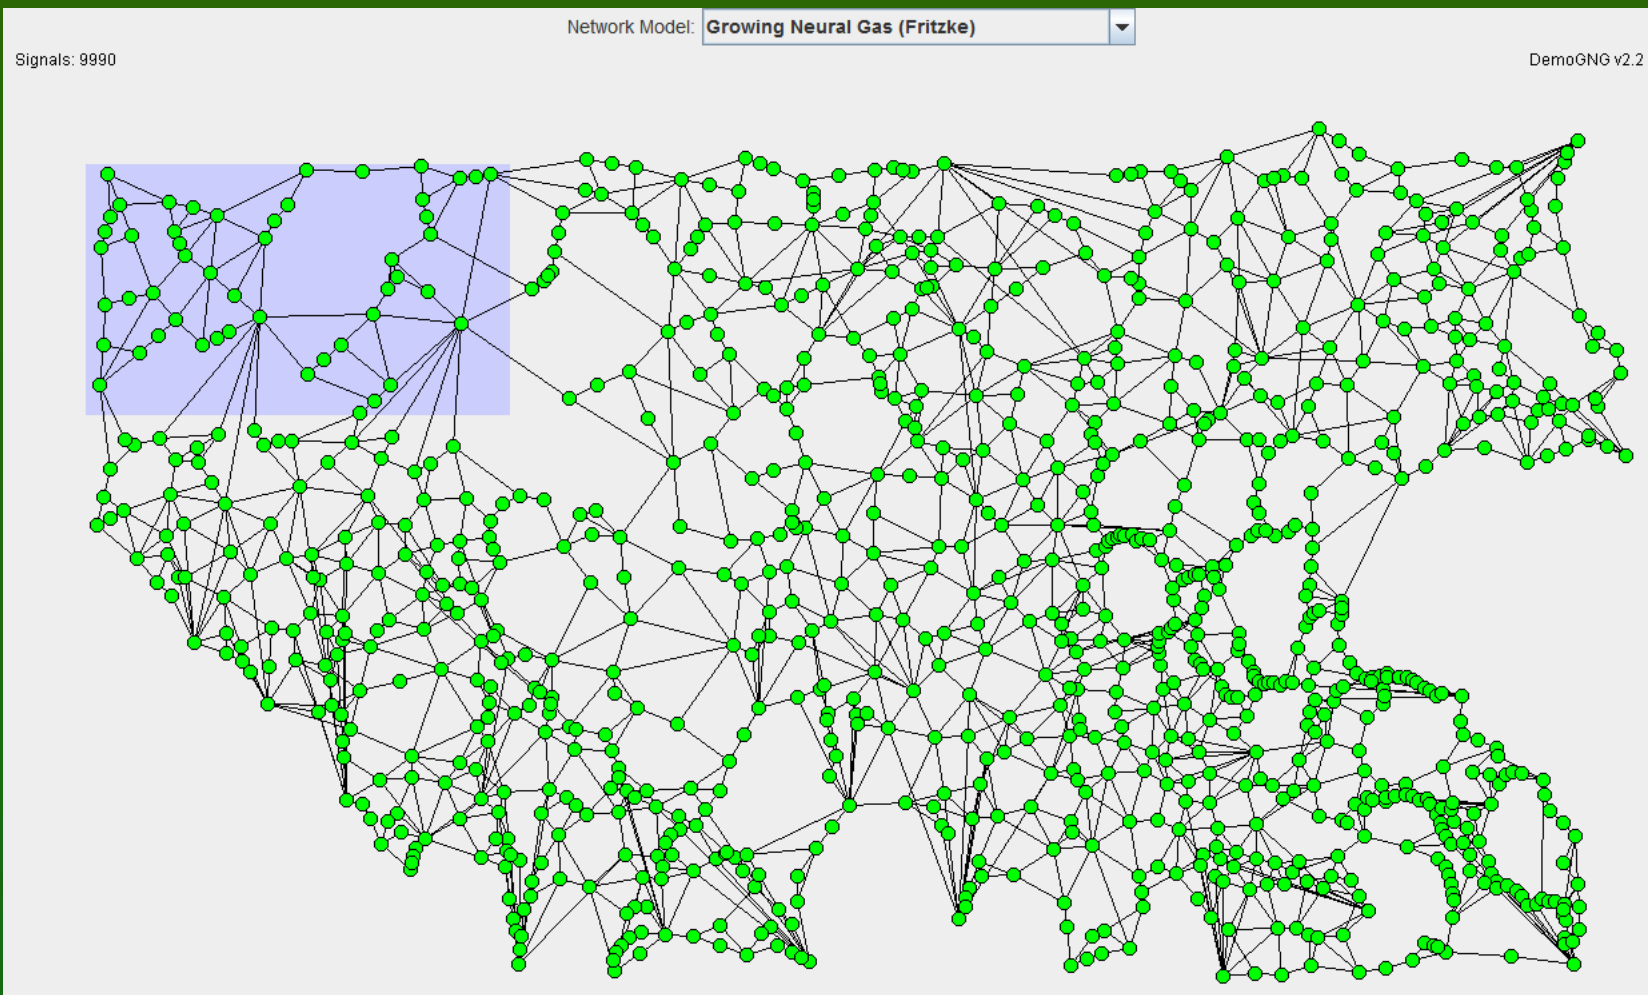 Network Model: Growing Neural Gas (Fritzke)
Signals: 9990
DemoGNG v2.2